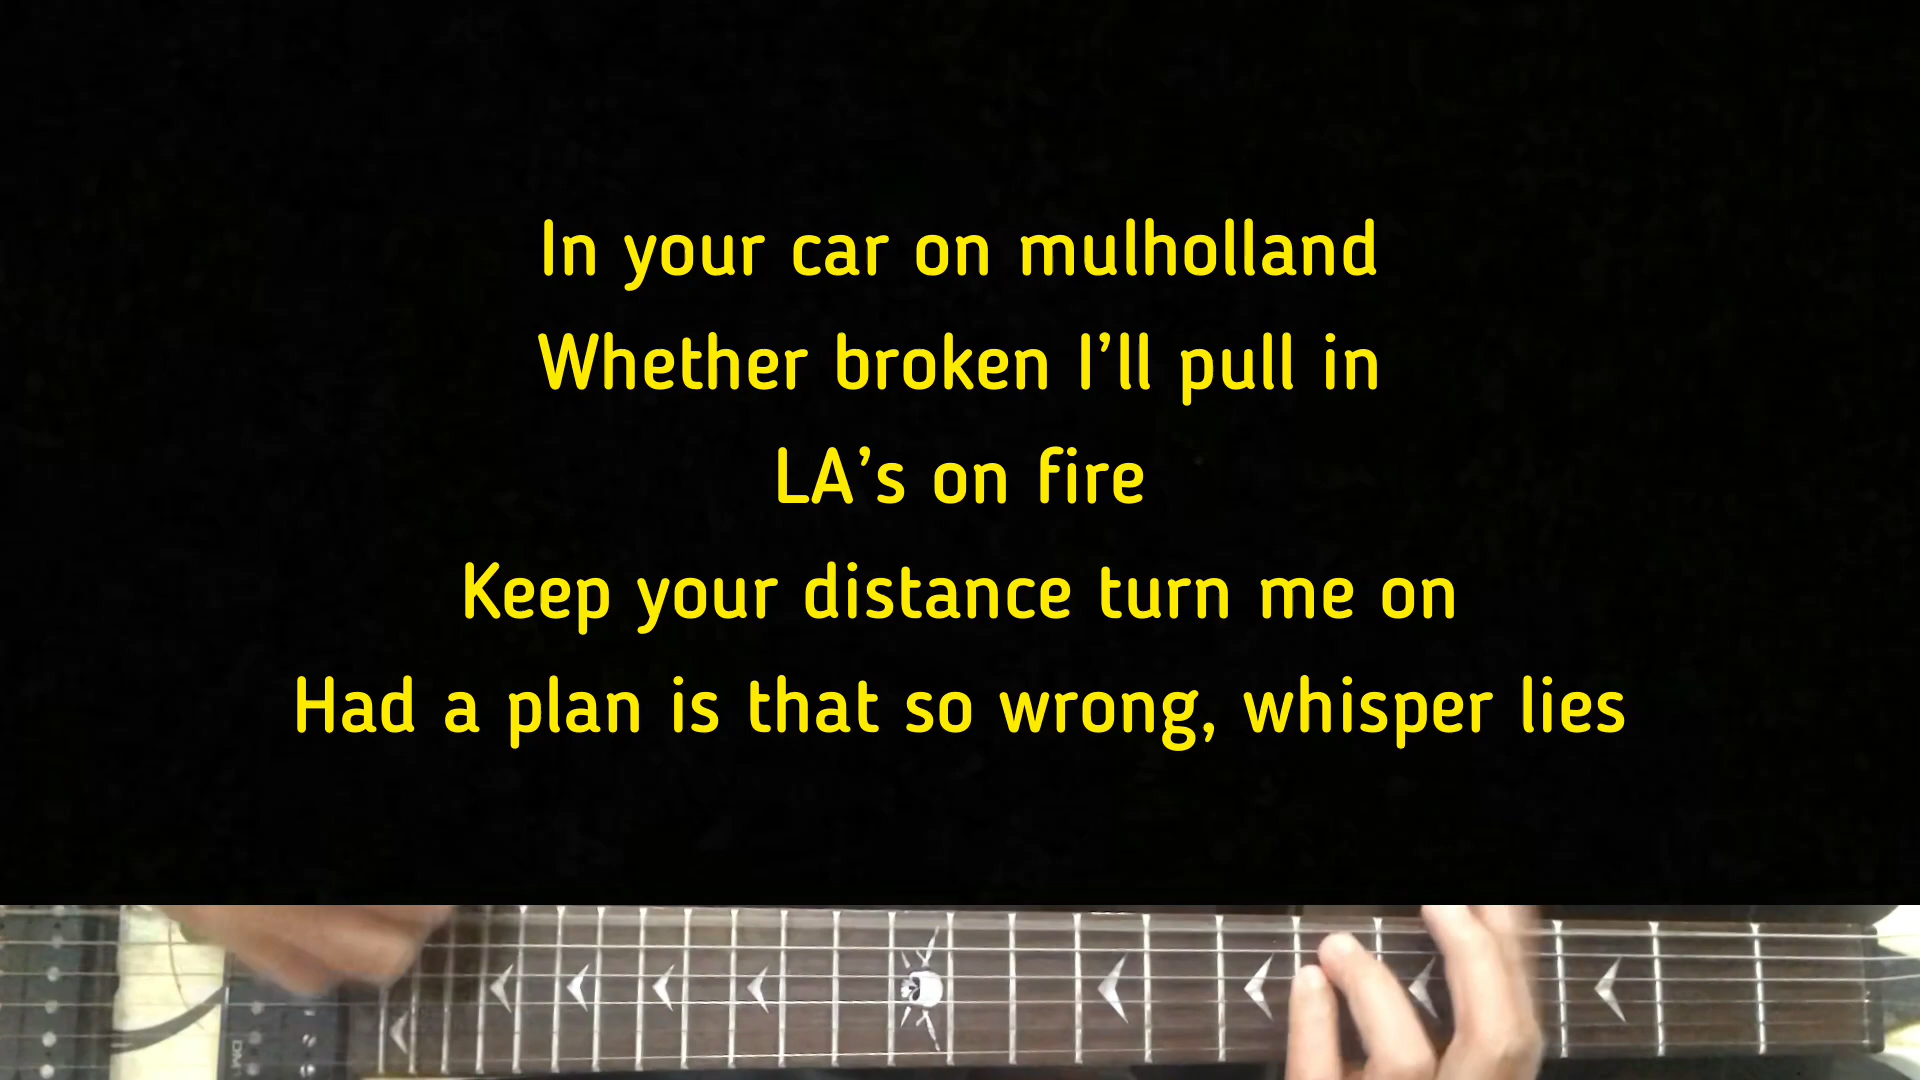 In your car on mulholland
Whether broken I’ll pull in
LA’s on fire
Keep your distance turn me on
Had a plan is that so wrong, whisper lies